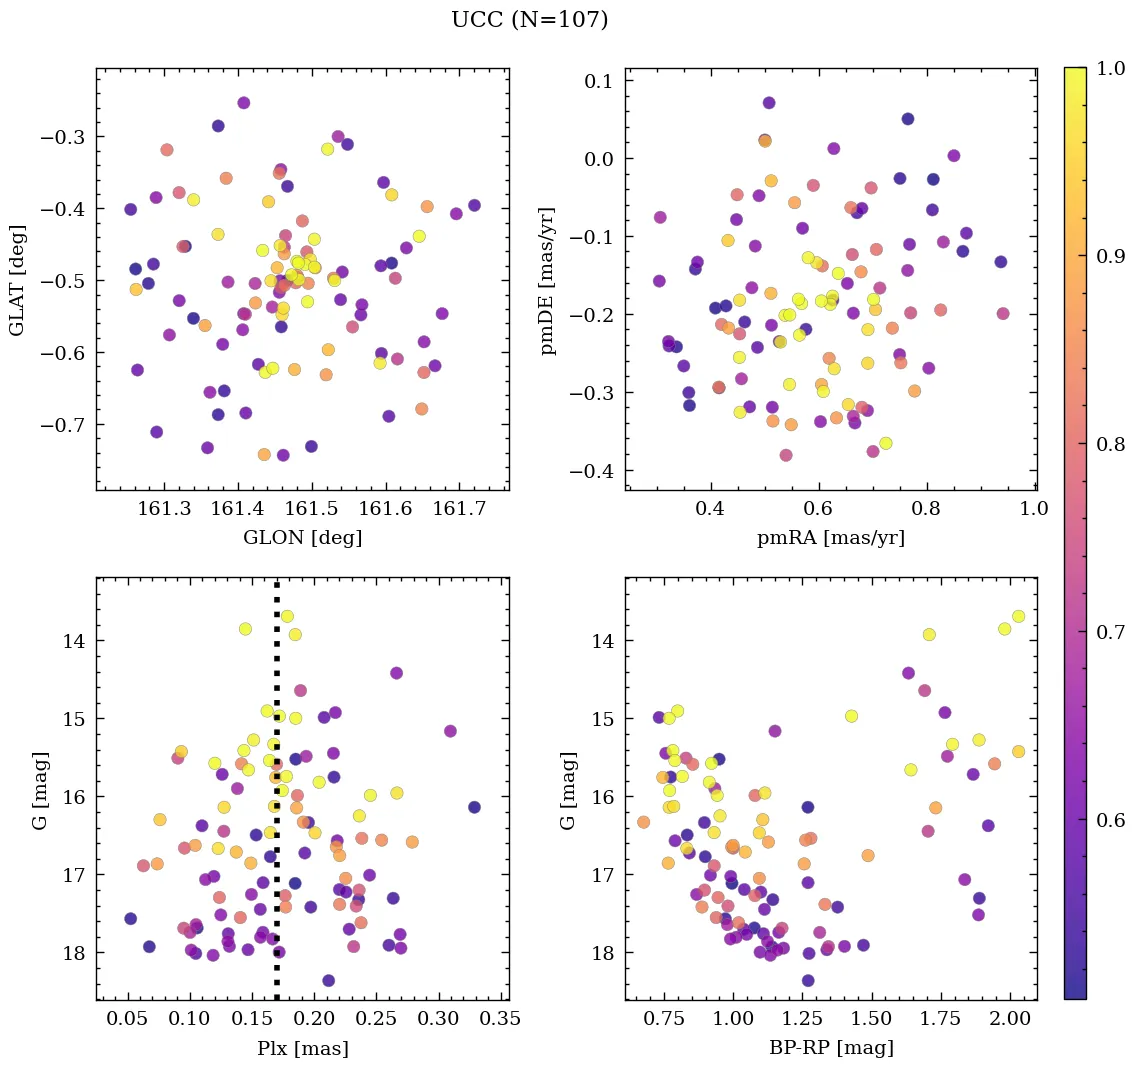 UCC (N=107)
−0.3
−0.4
−0.5
−0.6
−0.7
GLAT [deg]
161.3 161.4 161.5 161.6 161.7
GLON [deg]
0.1
0.0
−0.1
−0.2
−0.3
−0.4
pmDE [mas/yr]
0.4 0.6 0.8 1.0
pmRA [mas/yr]
14
15
16
17
18
G [mag]
0.05 0.10 0.15 0.20 0.25 0.30 0.35
Plx [mas]
14
15
16
17
18
G [mag]
0.75 1.00 1.25 1.50 1.75 2.00
BP-RP [mag]
1.0
0.9
0.8
0.7
0.6